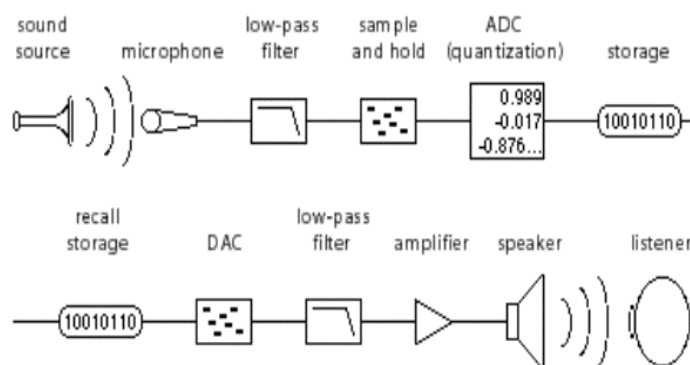 sound source
microphone
low-pass filter
sample and hold
ADC (quantization)
storage
0.989
-0.017
-0.876...
10010110
recall storage
DAC
low-pass filter
amplifier
speaker
listener
10010110